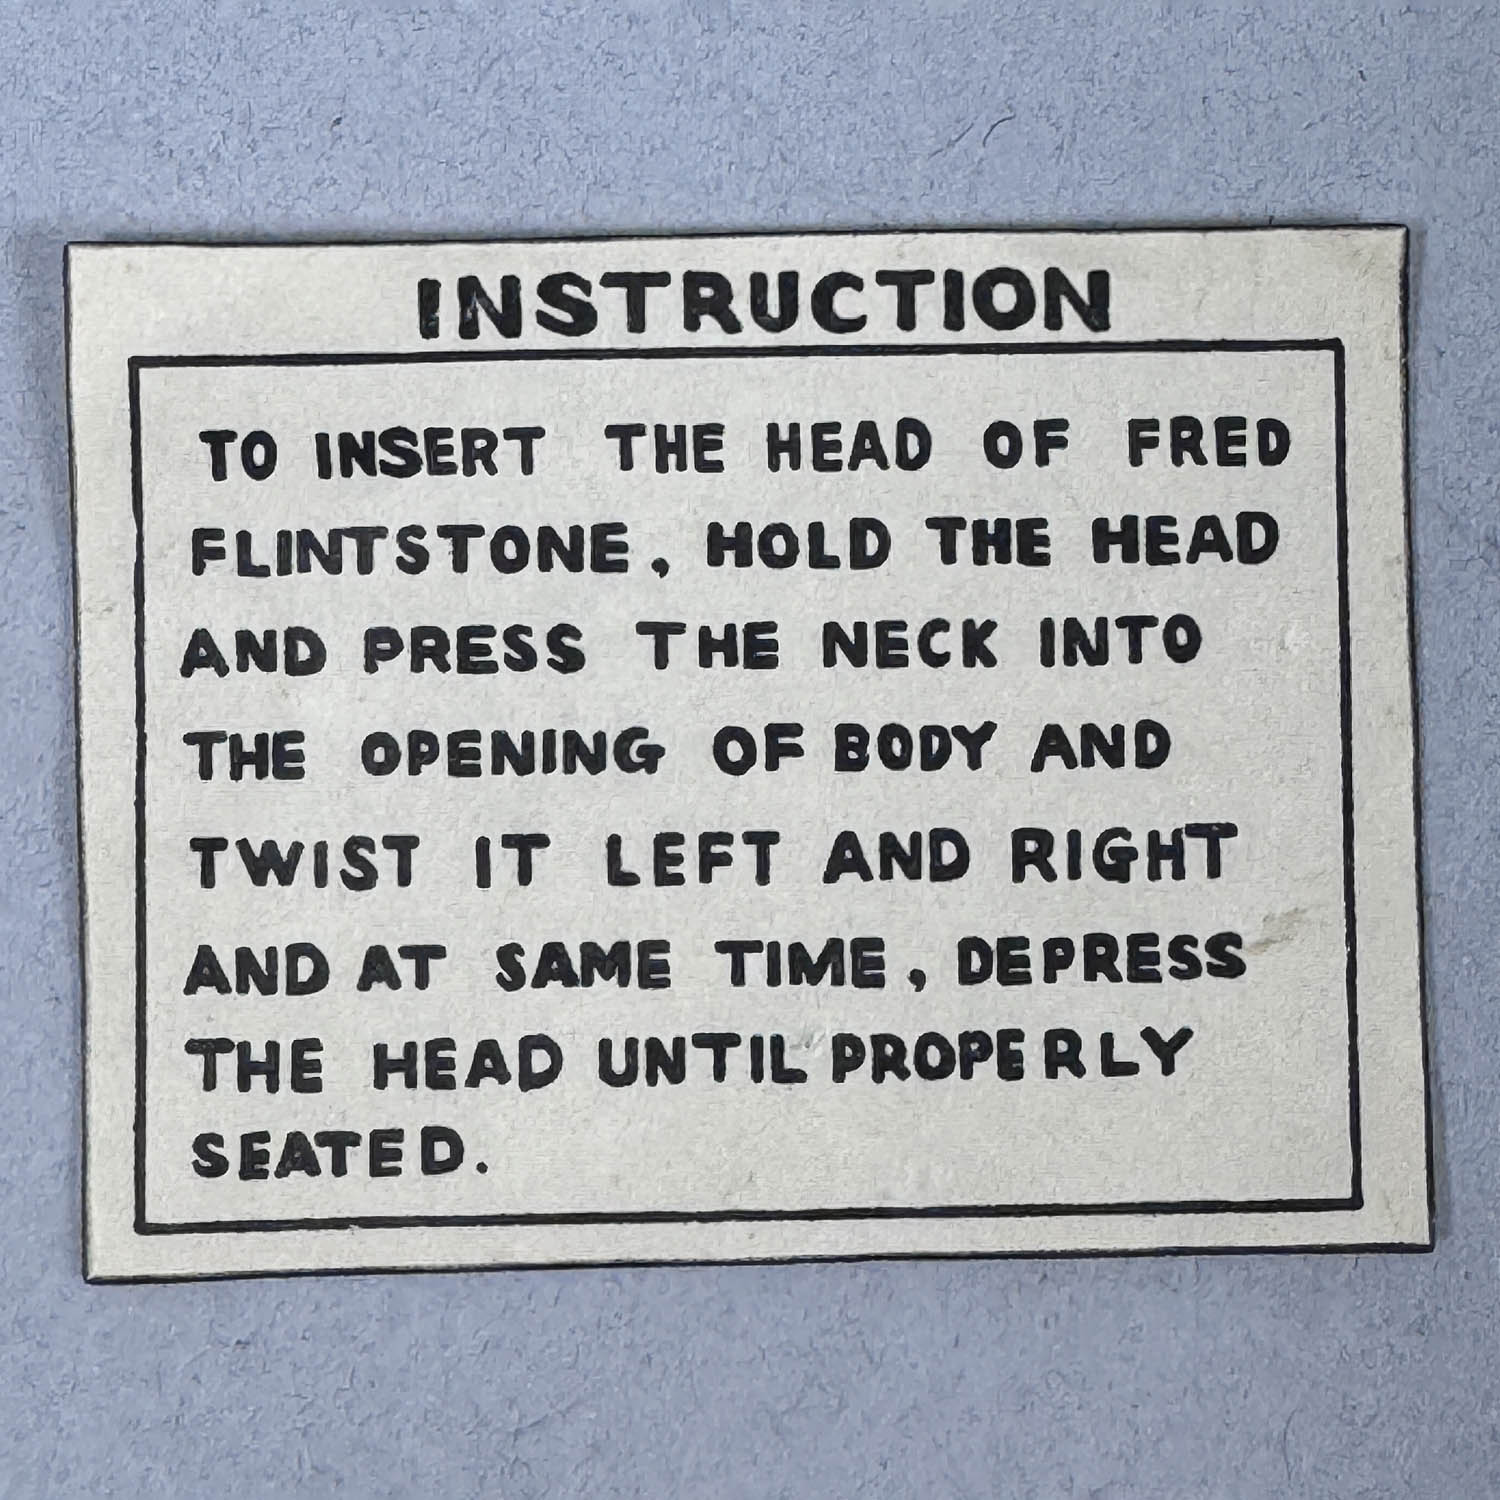 INSTRUCTION
TO INSERT THE HEAD OF FRED
FLINTSTONE, HOLD THE HEAD
AND PRESS THE NECK INTO
THE OPENING OF BODY AND
TWIST IT LEFT AND RIGHT
AND AT SAME TIME, DEPRESS
THE HEAD UNTIL PROPERLY
SEATED.